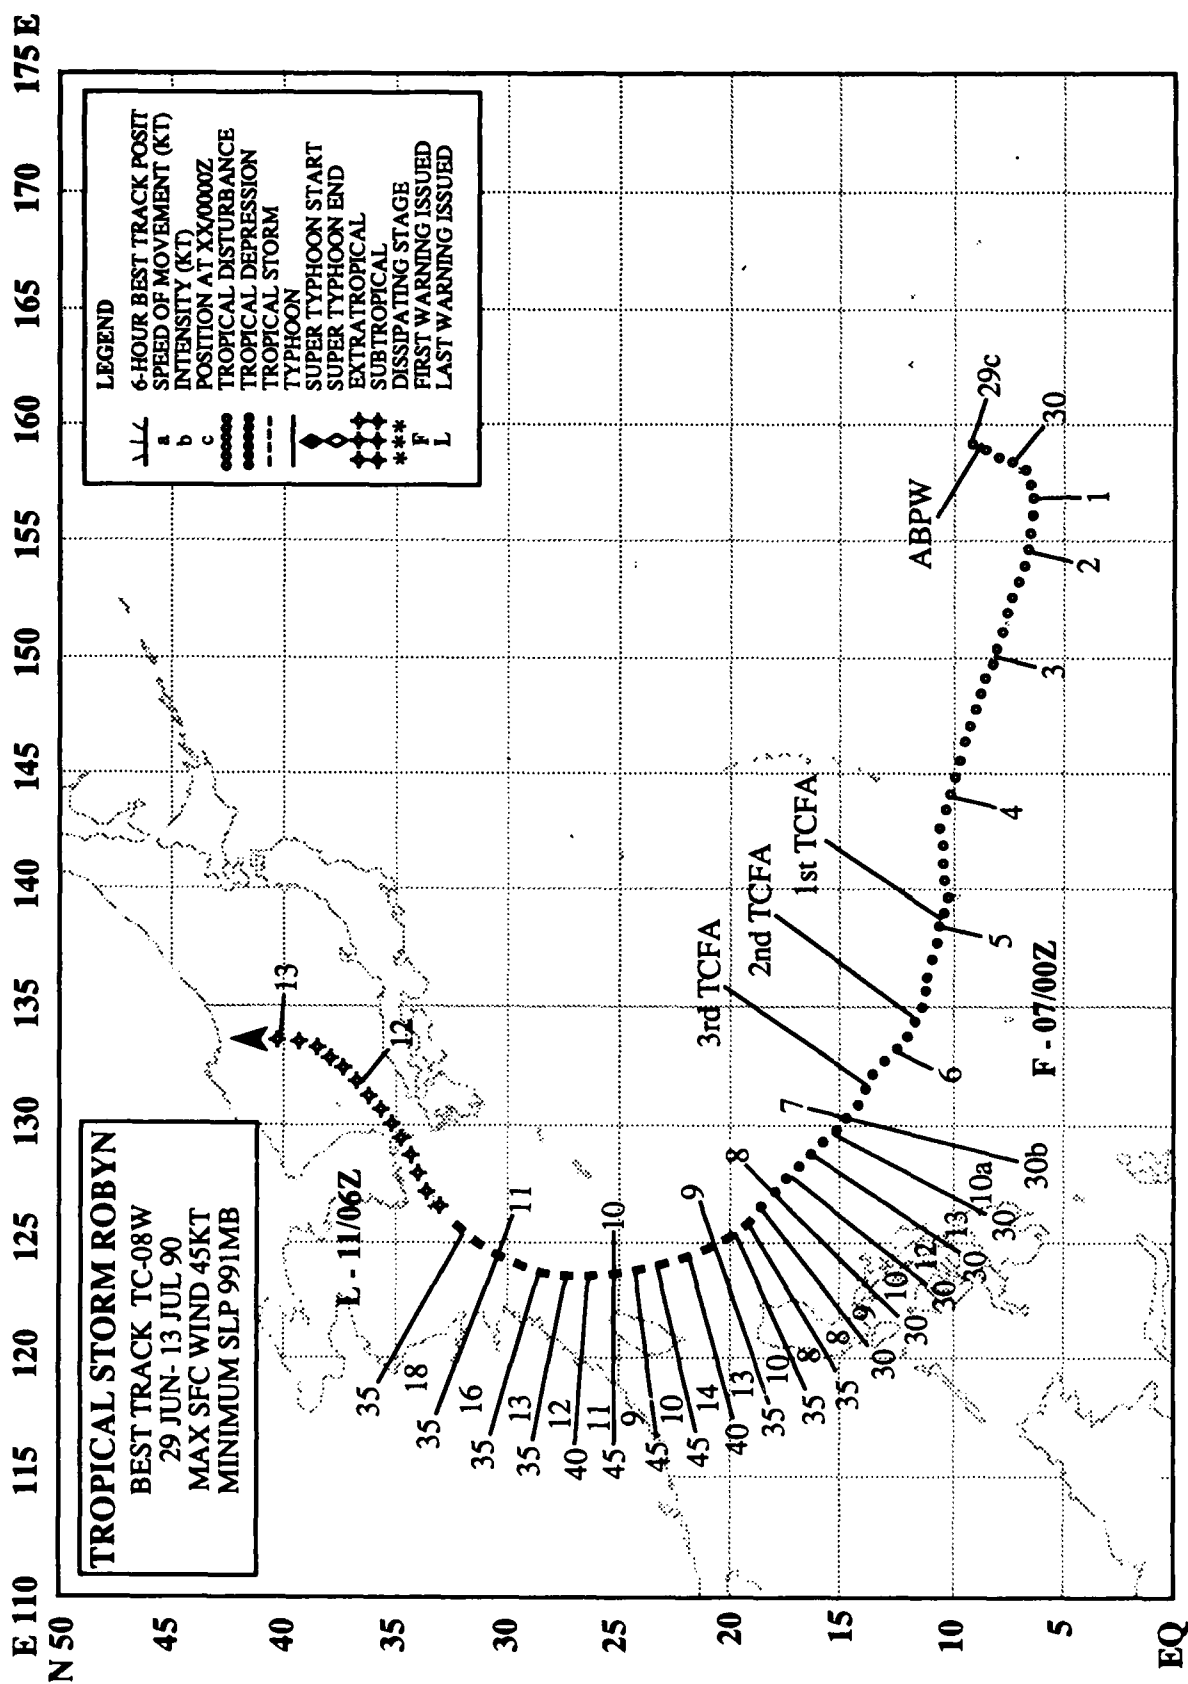 TROPICAL STORM ROBYN
BEST TRACK TC-08W
29 JUN- 13 JUL 90
MAX SFC WIND 45KT
MINIMUM SLP 991MB
LEGEND
6-HOUR BEST TRACK POSIT
a SPEED OF MOVEMENT (KT)
b INTENSITY (KT)
c POSITION AT XX/0000Z
TROPICAL DISTURBANCE
TROPICAL DEPRESSION
TROPICAL STORM
TYPHOON
SUPER TYPHOON START
SUPER TYPHOON END
EXTRATROPICAL
SUBTROPICAL
*** DISSIPATING STAGE
F FIRST WARNING ISSUED
L LAST WARNING ISSUED
E 110
115
120
125
130
135
140
145
150
155
160
165
170
175 E
N 50
45
40
35
30
25
20
15
10
5
EQ
13
12
L - 11/06Z
11
10
9
8
7
6
5
4
3
2
1
30
29c
ABPW
1st TCFA
2nd TCFA
3rd TCFA
F - 07/00Z
35
18
35
16
35
13
35
12
40
11
45
9
45
10
45
14
40
13
35
10
35
8
35
8
30
9
30
10
30
12
30
13
30
10a
30b